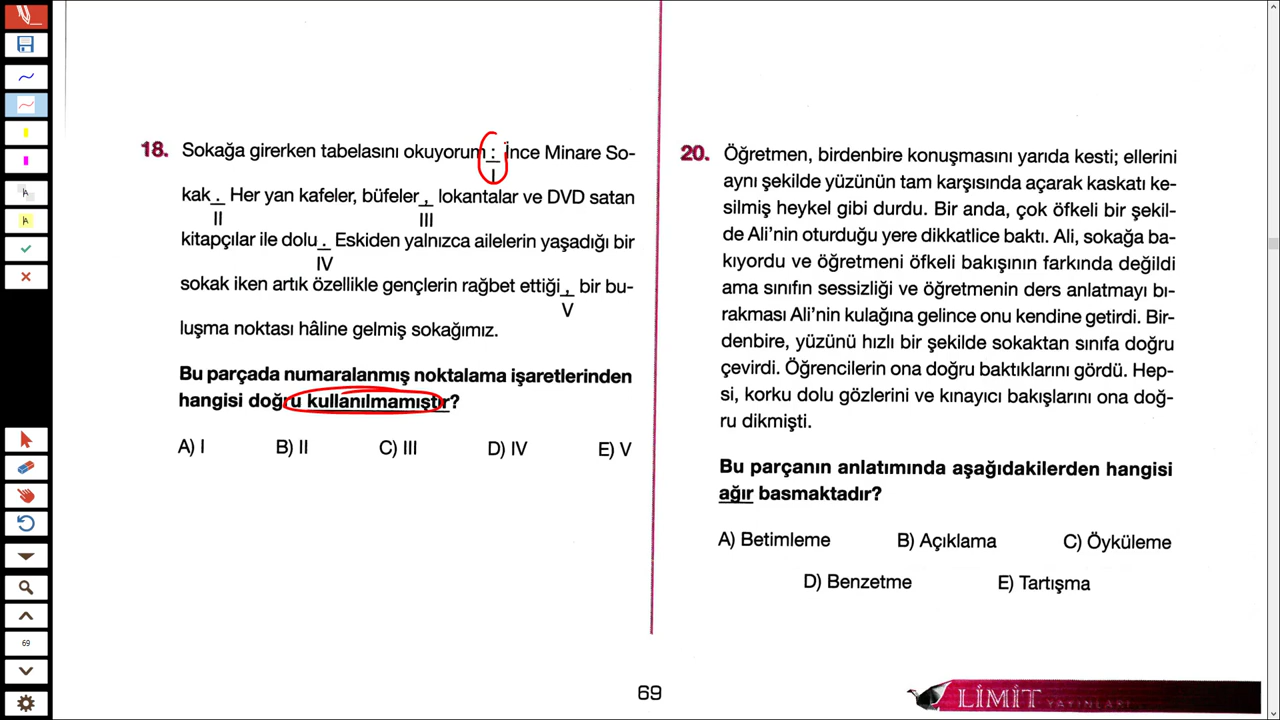 18. Sokağa girerken tabelasını okuyorum : İnce Minare So-
I
kak . Her yan kafeler, büfeler , lokantalar ve DVD satan
II III
kitapçılar ile dolu . Eskiden yalnızca ailelerin yaşadığı bir
IV
sokak iken artık özellikle gençlerin rağbet ettiği , bir bu-
V
luşma noktası hâline gelmiş sokağımız.
Bu parçada numaralanmış noktalama işaretlerinden
hangisi doğru kullanılmamıştır?
A) I B) II C) III D) IV E) V
20. Öğretmen, birdenbire konuşmasını yarıda kesti; ellerini
aynı şekilde yüzünün tam karşısında açarak kaskatı ke-
silmiş heykel gibi durdu. Bir anda, çok öfkeli bir şekil-
de Ali'nin oturduğu yere dikkatlice baktı. Ali, sokağa ba-
kıyordu ve öğretmeni öfkeli bakışının farkında değildi
ama sınıfın sessizliği ve öğretmenin ders anlatmayı bı-
rakması Ali'nin kulağına gelince onu kendine getirdi. Bir-
denbire, yüzünü hızlı bir şekilde sokaktan sınıfa doğru
çevirdi. Öğrencilerin ona doğru baktıklarını gördü. Hep-
si, korku dolu gözlerini ve kınayıcı bakışlarını ona doğ-
ru dikmişti.
Bu parçanın anlatımında aşağıdakilerden hangisi
ağır basmaktadır?
A) Betimleme B) Açıklama C) Öyküleme
D) Benzetme E) Tartışma
69
69
LİMİT YAYINLARI